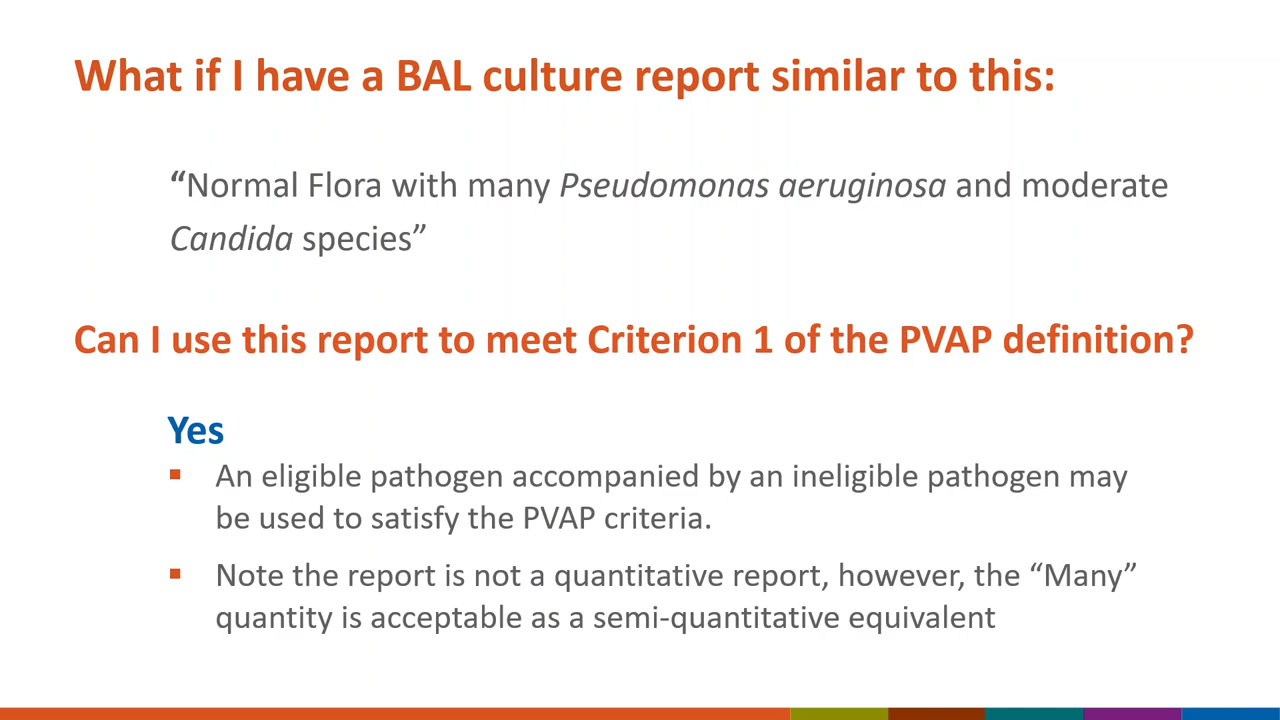 What if I have a BAL culture report similar to this:
“Normal Flora with many Pseudomonas aeruginosa and moderate
Candida species”
Can I use this report to meet Criterion 1 of the PVAP definition?
Yes
▪ An eligible pathogen accompanied by an ineligible pathogen may
be used to satisfy the PVAP criteria.
▪ Note the report is not a quantitative report, however, the “Many”
quantity is acceptable as a semi-quantitative equivalent